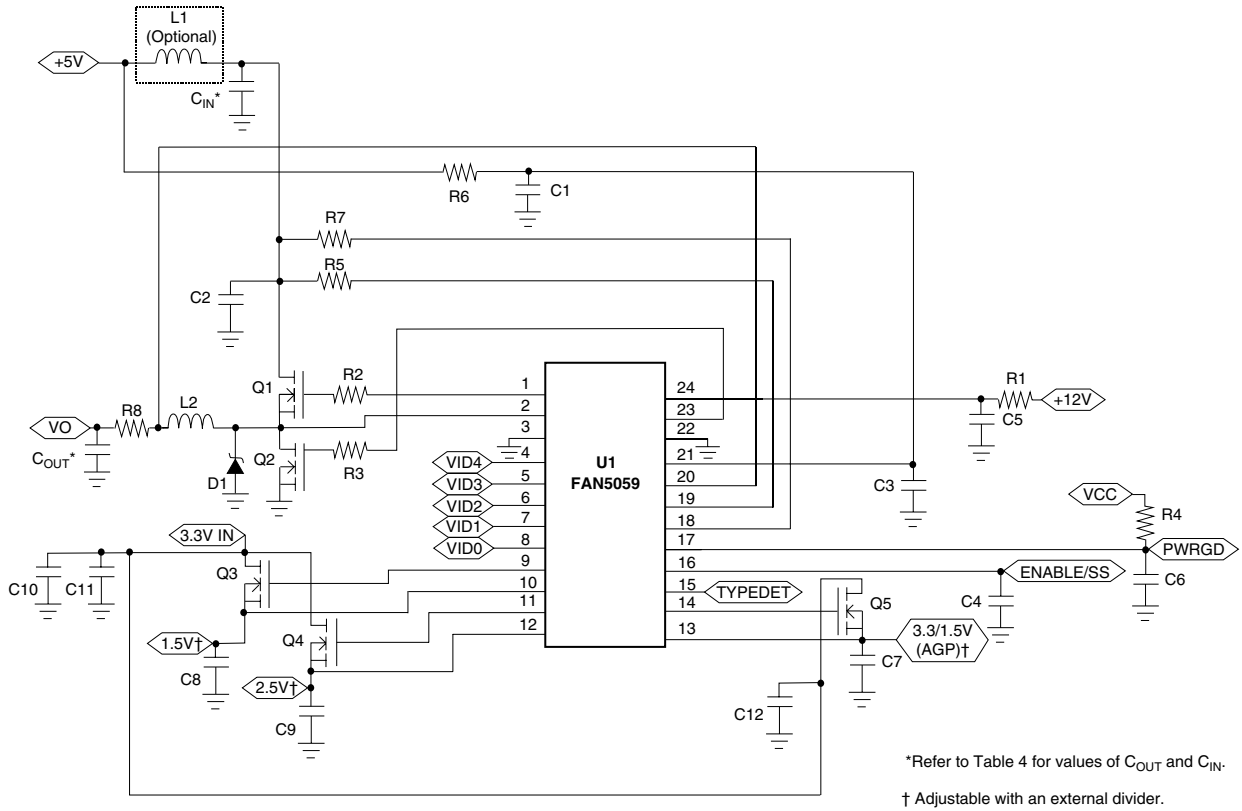 L1
(Optional)
+5V
CIN*
R6
C1
R7
R5
C2
Q1
R2
1
24
R1
+12V
2
23
C5
VO
R8
L2
3
22
COUT*
D1
Q2
R3
VID4
4
U1
FAN5059
21
VID3
5
20
C3
VID2
6
19
VCC
VID1
7
18
R4
VID0
8
17
PWRGD
3.3V IN
9
16
ENABLE/SS
C6
C10
C11
Q3
10
15
TYPEDET
C4
11
14
Q5
1.5V†
Q4
12
13
3.3/1.5V
(AGP)†
C7
C8
2.5V†
C9
C12
*Refer to Table 4 for values of COUT and CIN.
† Adjustable with an external divider.